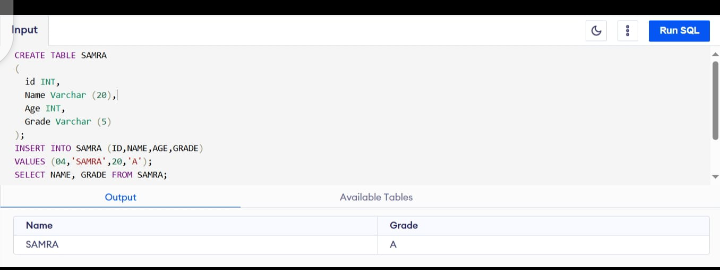 Input
Run SQL
CREATE TABLE SAMRA
(
id INT,
Name Varchar (20),
Age INT,
Grade Varchar (5)
);
INSERT INTO SAMRA (ID,NAME,AGE,GRADE)
VALUES (04,'SAMRA',20,'A');
SELECT NAME, GRADE FROM SAMRA;
Output Available Tables
Name Grade
SAMRA A